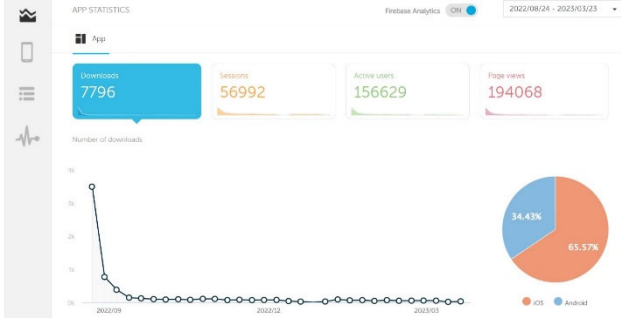 APP STATISTICS
Firebase Analytics ON
2022/08/24 - 2023/03/23
App
Downloads
7796
Sessions
56992
Active users
156629
Page views
194068
Number of downloads
4k
3k
2k
1k
0k
2022/09
2022/12
2023/03
34.43%
65.57%
iOS
Android